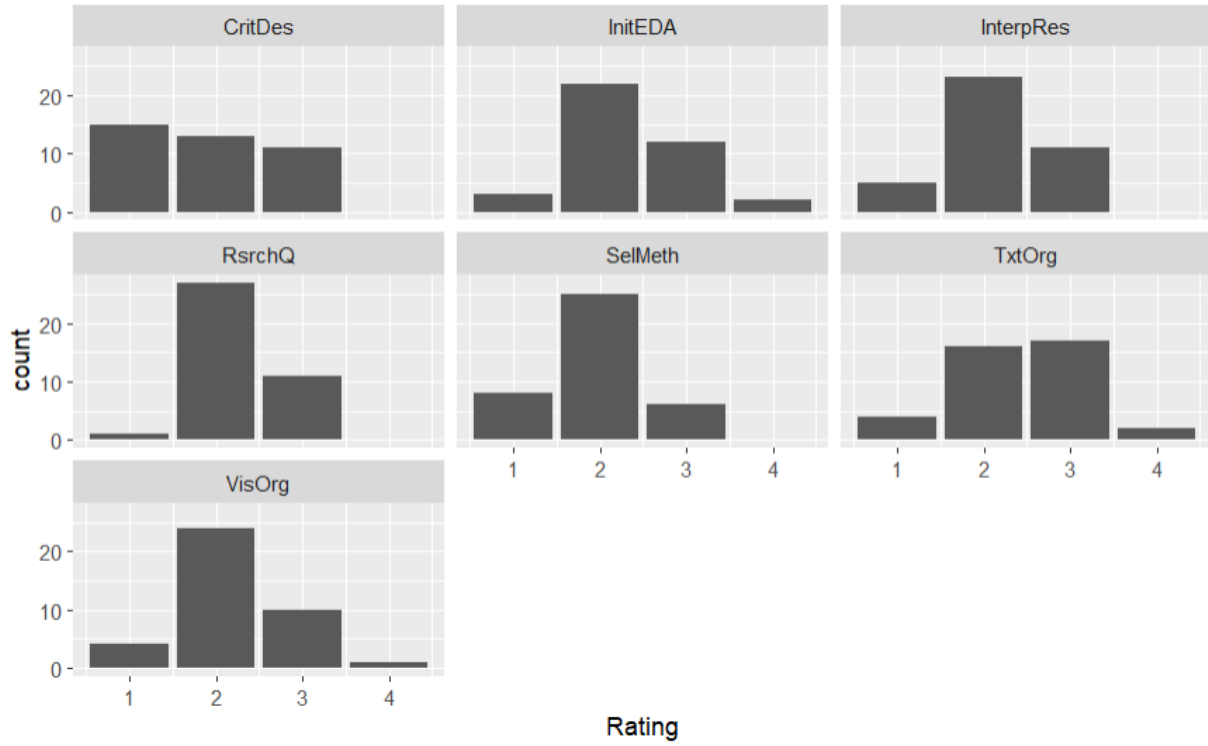 CritDes InitEDA InterpRes
20
10
0
RsrchQ SelMeth TxtOrg
count
20
10
0
1 2 3 4 1 2 3 4
VisOrg
20
10
0
1 2 3 4
Rating